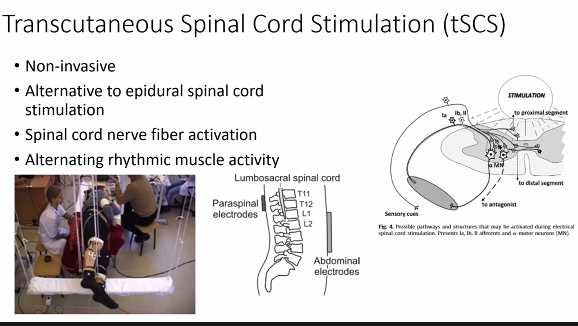 Transcutaneous Spinal Cord Stimulation (tSCS)
• Non-invasive
• Alternative to epidural spinal cord
stimulation
• Spinal cord nerve fiber activation
• Alternating rhythmic muscle activity
Lumbosacral spinal cord
Paraspinal
electrodes
T11
T12
L1
L2
Abdominal
electrodes
STIMULATION
Ia
Ib, II
to proximal segment
α MN
to distal segment
to antagonist
Sensory cues
Fig. 4. Possible pathways and structures that may be activated during electrical
spinal-cord stimulation. Presents Ia, Ib, II afferents and α-motor neurons (MN).